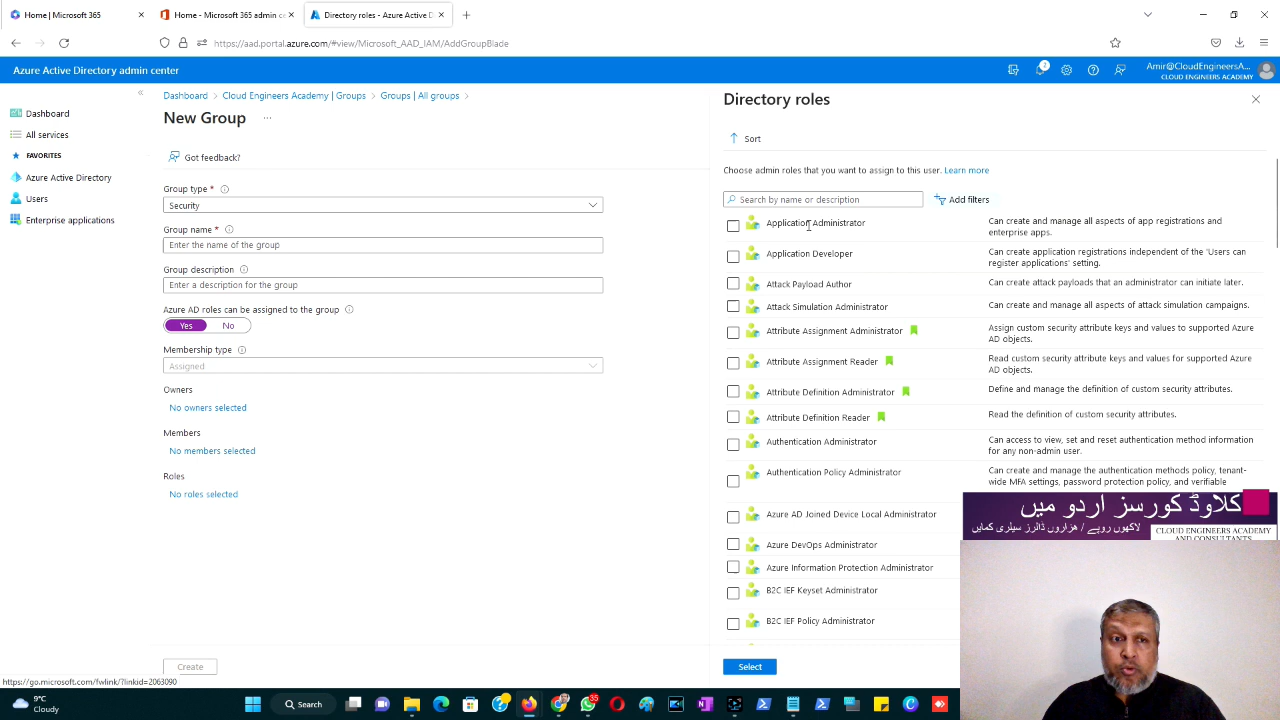 Home | Microsoft 365
Home - Microsoft 365 admin ce
Directory roles - Azure Active D
https://aad.portal.azure.com/#view/Microsoft_AAD_IAM/AddGroupBlade
Azure Active Directory admin center
2
Amir@CloudEngineersA...
CLOUD ENGINEERS ACADEMY
Dashboard
All services
FAVORITES
Azure Active Directory
Users
Enterprise applications
Dashboard > Cloud Engineers Academy | Groups > Groups | All groups >
New Group ...
Got feedback?
Group type *
Security
Group name *
Enter the name of the group
Group description
Enter a description for the group
Azure AD roles can be assigned to the group
Yes No
Membership type
Assigned
Owners
No owners selected
Members
No members selected
Roles
No roles selected
Create
https://go.microsoft.com/fwlink/?linkid=2063090
Directory roles
Sort
Choose admin roles that you want to assign to this user. Learn more
Search by name or description
Add filters
Application Administrator
Can create and manage all aspects of app registrations and
enterprise apps.
Application Developer
Can create application registrations independent of the 'Users can
register applications' setting.
Attack Payload Author
Can create attack payloads that an administrator can initiate later.
Attack Simulation Administrator
Can create and manage all aspects of attack simulation campaigns.
Attribute Assignment Administrator
Assign custom security attribute keys and values to supported Azure
AD objects.
Attribute Assignment Reader
Read custom security attribute keys and values for supported Azure
AD objects.
Attribute Definition Administrator
Define and manage the definition of custom security attributes.
Attribute Definition Reader
Read the definition of custom security attributes.
Authentication Administrator
Can access to view, set and reset authentication method information
for any non-admin user.
Authentication Policy Administrator
Can create and manage the authentication methods policy, tenant-
wide MFA settings, password protection policy, and verifiable
Azure AD Joined Device Local Administrator
Azure DevOps Administrator
Azure Information Protection Administrator
B2C IEF Keyset Administrator
B2C IEF Policy Administrator
Select
کلاوڈ کورسز اردو میں
لاکھوں روپے / ھزاروں ڈالرز سیلری کمایں
CLOUD ENGINEERS ACADEMY
AND CONSULTANTS
9°C
Cloudy
Search
35